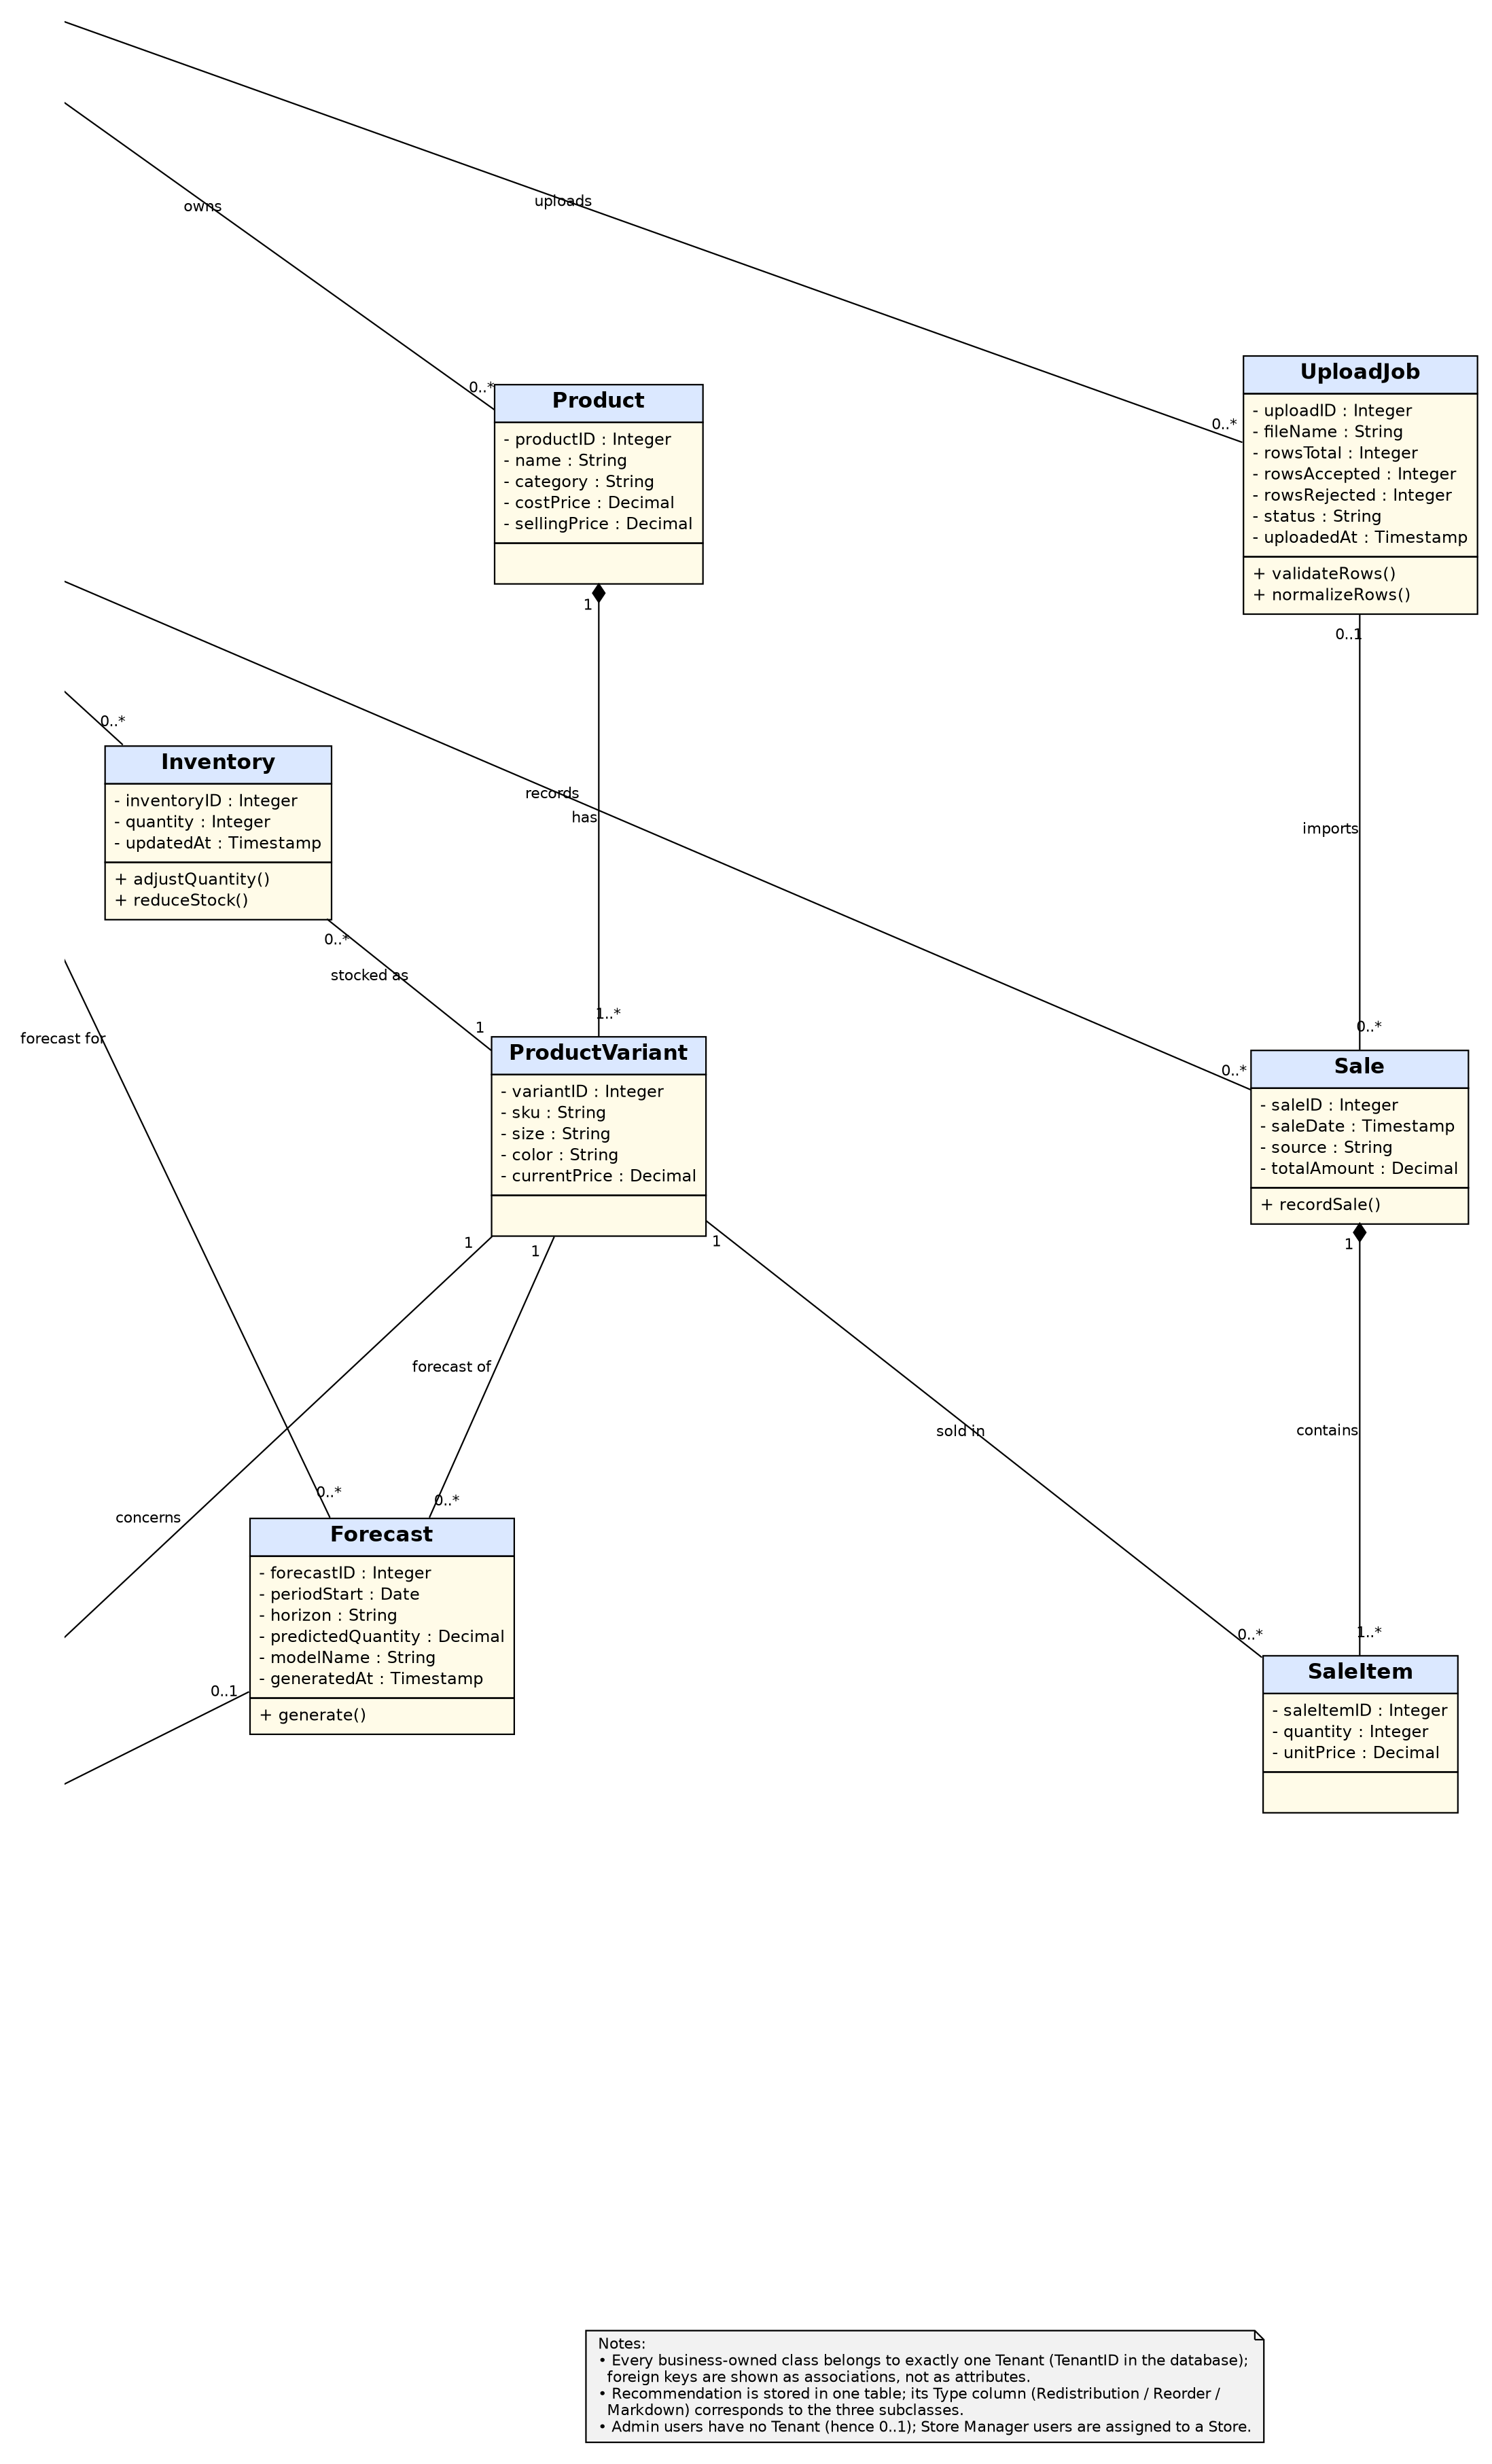 uploads
owns
0..*
Product
- productID : Integer
- name : String
- category : String
- costPrice : Decimal
- sellingPrice : Decimal
1
0..*
UploadJob
- uploadID : Integer
- fileName : String
- rowsTotal : Integer
- rowsAccepted : Integer
- rowsRejected : Integer
- status : String
- uploadedAt : Timestamp
+ validateRows()
+ normalizeRows()
0..1
0..*
Inventory
- inventoryID : Integer
- quantity : Integer
- updatedAt : Timestamp
+ adjustQuantity()
+ reduceStock()
0..*
records
has
imports
stocked as
1
1..*
0..*
0..*
forecast for
ProductVariant
- variantID : Integer
- sku : String
- size : String
- color : String
- currentPrice : Decimal
1
1
1
Sale
- saleID : Integer
- saleDate : Timestamp
- source : String
- totalAmount : Decimal
+ recordSale()
1
forecast of
sold in
contains
concerns
0..*
0..*
Forecast
- forecastID : Integer
- periodStart : Date
- horizon : String
- predictedQuantity : Decimal
- modelName : String
- generatedAt : Timestamp
+ generate()
0..1
0..*
1..*
SaleItem
- saleItemID : Integer
- quantity : Integer
- unitPrice : Decimal
Notes:
• Every business-owned class belongs to exactly one Tenant (TenantID in the database);
foreign keys are shown as associations, not as attributes.
• Recommendation is stored in one table; its Type column (Redistribution / Reorder /
Markdown) corresponds to the three subclasses.
• Admin users have no Tenant (hence 0..1); Store Manager users are assigned to a Store.